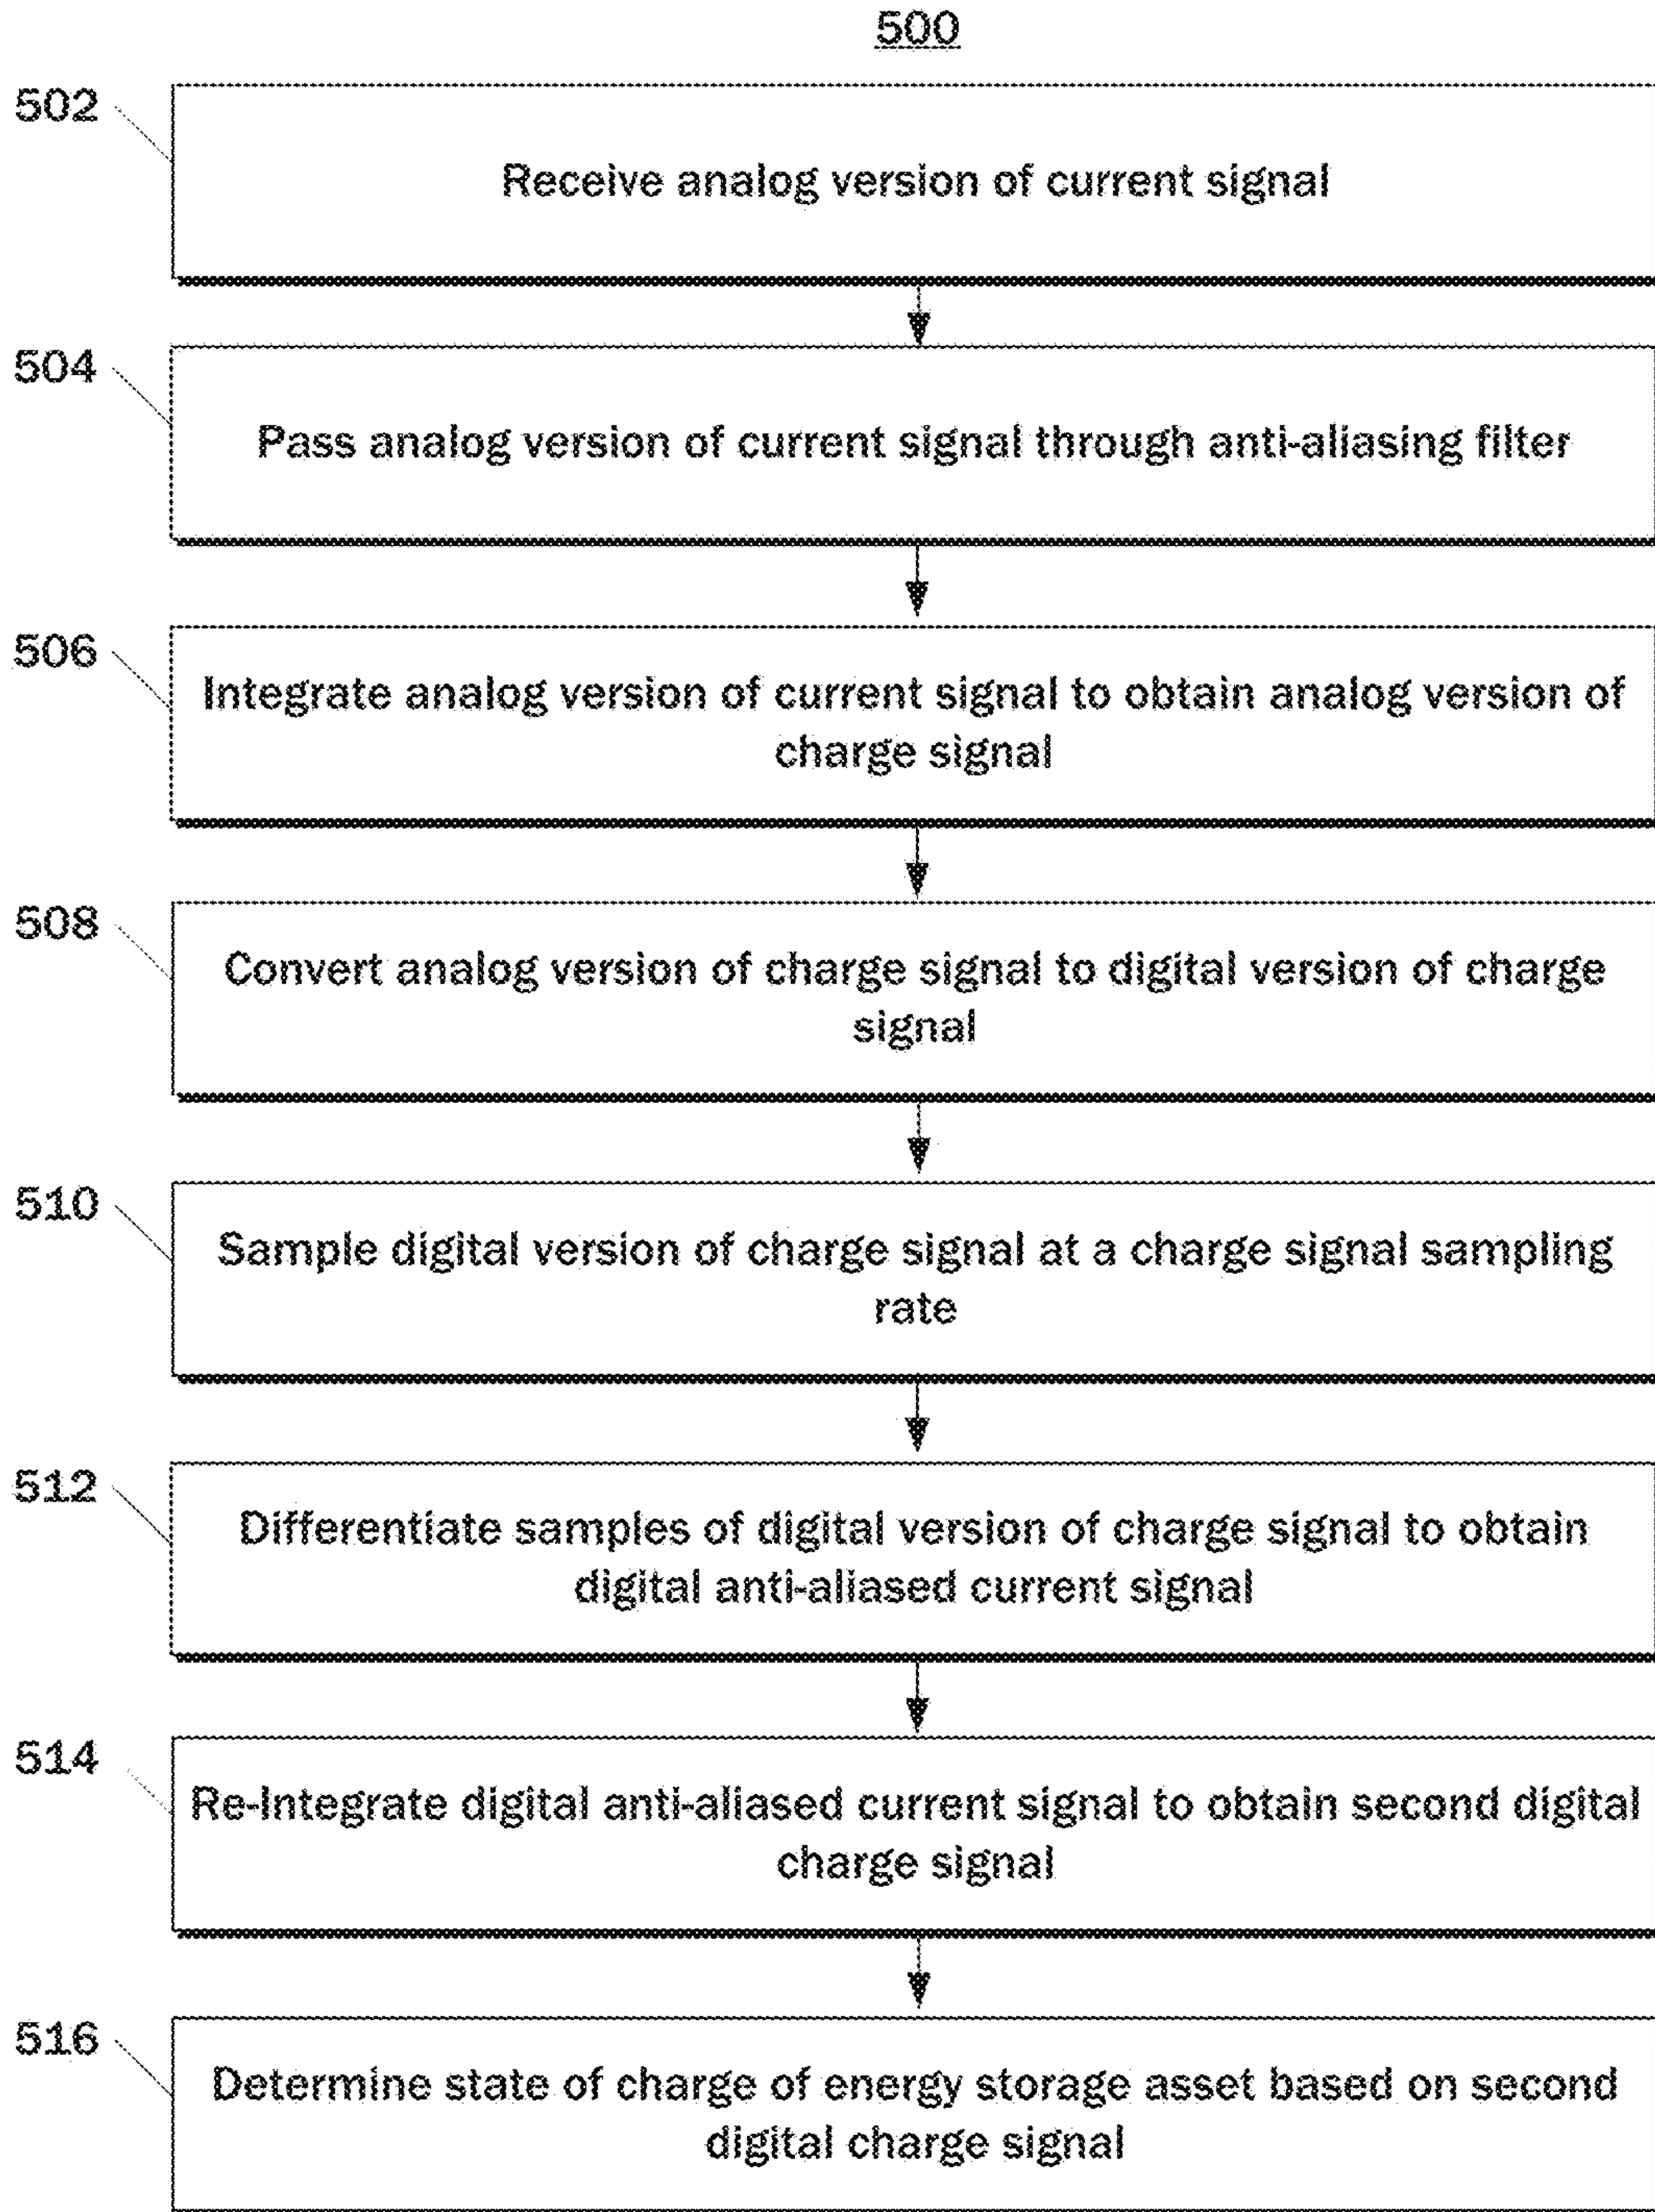 500
502
Receive analog version of current signal
504
Pass analog version of current signal through anti-aliasing filter
506
Integrate analog version of current signal to obtain analog version of
charge signal
508
Convert analog version of charge signal to digital version of charge
signal
510
Sample digital version of charge signal at a charge signal sampling
rate
512
Differentiate samples of digital version of charge signal to obtain
digital anti-aliased current signal
514
Re-Integrate digital anti-aliased current signal to obtain second digital
charge signal
516
Determine state of charge of energy storage asset based on second
digital charge signal